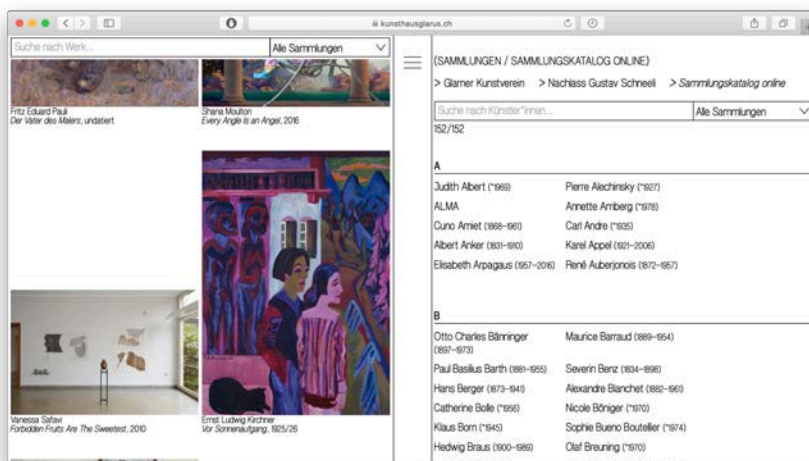 kunsthausglarus.ch
Suche nach Werk...
Alle Sammlungen
Fritz Eduard Pauli
Der Vater des Malers, undatiert
Shana Moulton
Every Angle Is an Angel, 2016
Vanessa Safavi
Forbidden Fruits Are The Sweetest, 2010
Ernst Ludwig Kirchner
Vor Sonnenaufgang, 1925/26
(SAMMLUNGEN / SAMMLUNGSKATALOG ONLINE)
> Glarner Kunstverein > Nachlass Gustav Schneeli > Sammlungskatalog online
Suche nach Künstler*innen...
Alle Sammlungen
152/152
A
Judith Albert (*1969) Pierre Alechinsky (*1927)
ALMA Annette Amberg (*1978)
Cuno Amiet (1868–1961) Carl Andre (*1935)
Albert Anker (1831–1910) Karel Appel (1921–2006)
Elisabeth Arpagaus (1957–2016) René Auberjonois (1872–1957)
B
Otto Charles Bänninger Maurice Barraud (1889–1954)
(1897–1973)
Paul Basilius Barth (1881–1955) Severin Benz (1834–1898)
Hans Berger (1873–1941) Alexandre Blanchet (1882–1961)
Catherine Bolle (*1956) Nicole Böniger (*1970)
Klaus Born (*1945) Sophie Bueno Boutellier (*1974)
Hedwig Braus (1900–1989) Olaf Breuning (*1970)